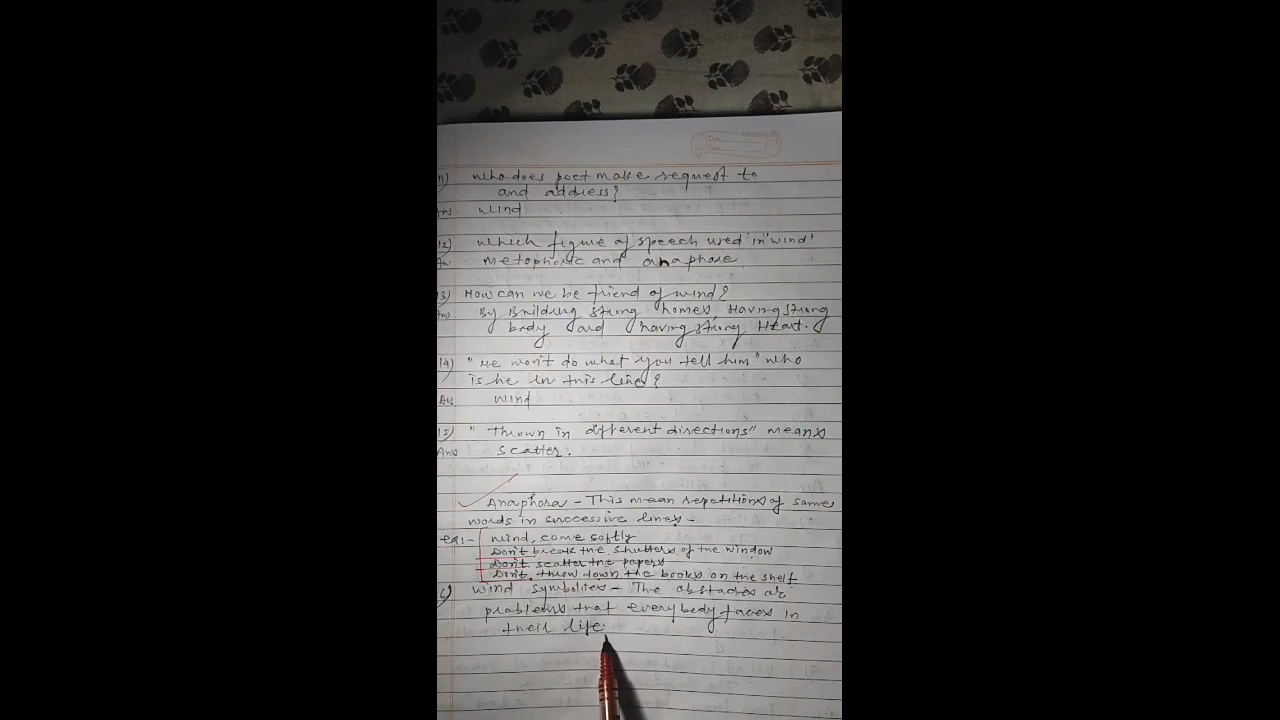 11) Who does poet make request to
and address?
Ans. Wind
12) which figure of speech used in "wind"
An metophoric and anaphore
13) How can we be friend of wind?
Ans By Building strong homes, Having strong
body and having strong Heart.
14) "He won't do what you tell him" who
is he in this line?
Ans wind
15) "Thrown in different directions" means
Ans Scatter.
Anaphora - This mean repetitions of same
words in successive lines -
ex:- wind, come softly
Don't break the shutters of the window
Don't scatter the papers
Don't throw down the books on the shelf
wind symbolises - The obstacles or
problems that everybody faces in
their life.